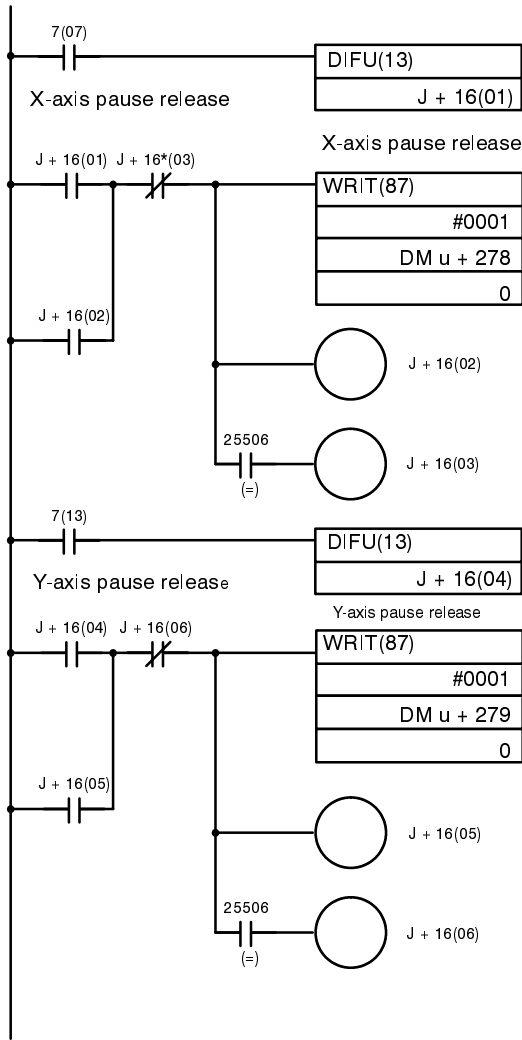 7(07)
DIFU(13)
J + 16(01)
X-axis pause release
X-axis pause release
J + 16(01) J + 16*(03)
WRIT(87)
#0001
DM u + 278
0
J + 16(02)
J + 16(02)
25506
(=)
J + 16(03)
7(13)
DIFU(13)
J + 16(04)
Y-axis pause release
Y-axis pause release
J + 16(04) J + 16(06)
WRIT(87)
#0001
DM u + 279
0
J + 16(05)
J + 16(05)
25506
(=)
J + 16(06)